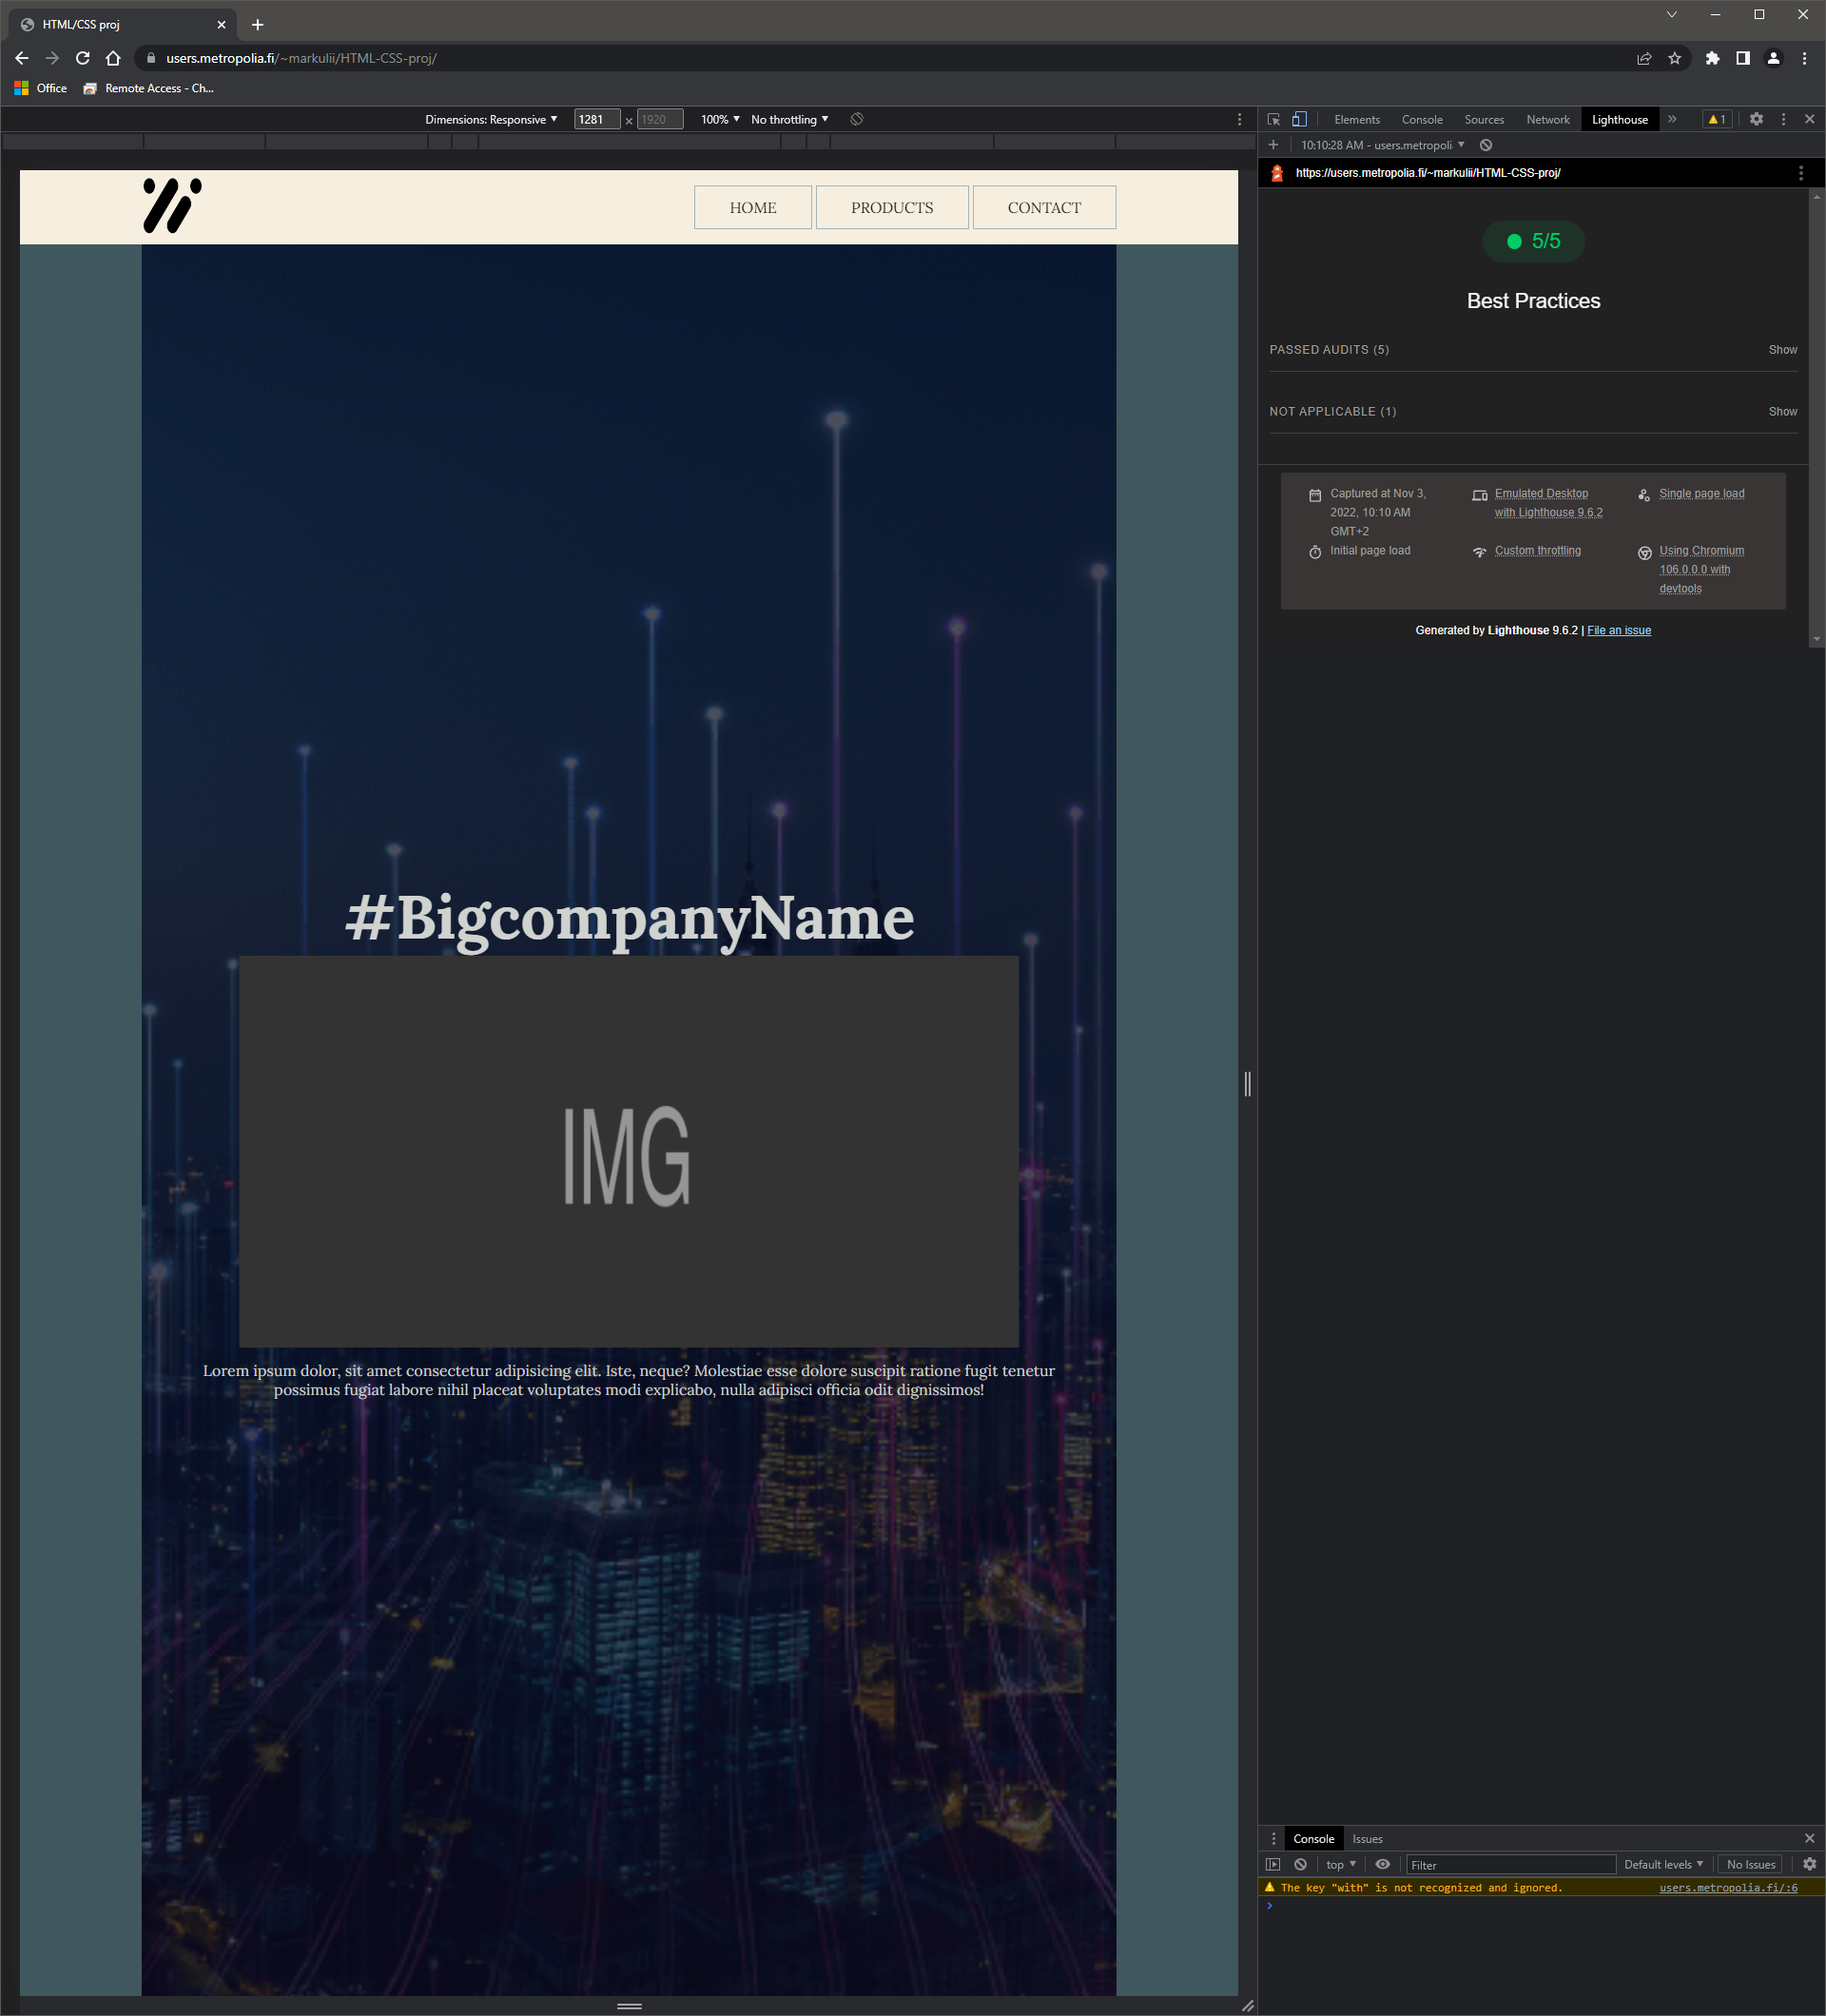 HTML/CSS proj
users.metropolia.fi/~markulii/HTML-CSS-proj/
Office
Remote Access - Ch...
Dimensions: Responsive
1281
×
1920
100%
No throttling
HOME
PRODUCTS
CONTACT
#BigcompanyName
IMG
Lorem ipsum dolor, sit amet consectetur adipisicing elit. Iste, neque? Molestiae esse dolore suscipit ratione fugit tenetur
possimus fugiat labore nihil placeat voluptates modi explicabo, nulla adipisci officia odit dignissimos!
Elements
Console
Sources
Network
Lighthouse
1
10:10:28 AM - users.metropoli
https://users.metropolia.fi/~markulii/HTML-CSS-proj/
5/5
Best Practices
PASSED AUDITS (5)
Show
NOT APPLICABLE (1)
Show
Captured at Nov 3,
2022, 10:10 AM
GMT+2
Emulated Desktop
with Lighthouse 9.6.2
Single page load
Initial page load
Custom throttling
Using Chromium
106.0.0.0 with
devtools
Generated by Lighthouse 9.6.2 | File an issue
Console
Issues
top
Filter
Default levels
No Issues
The key "with" is not recognized and ignored.
users.metropolia.fi/:6